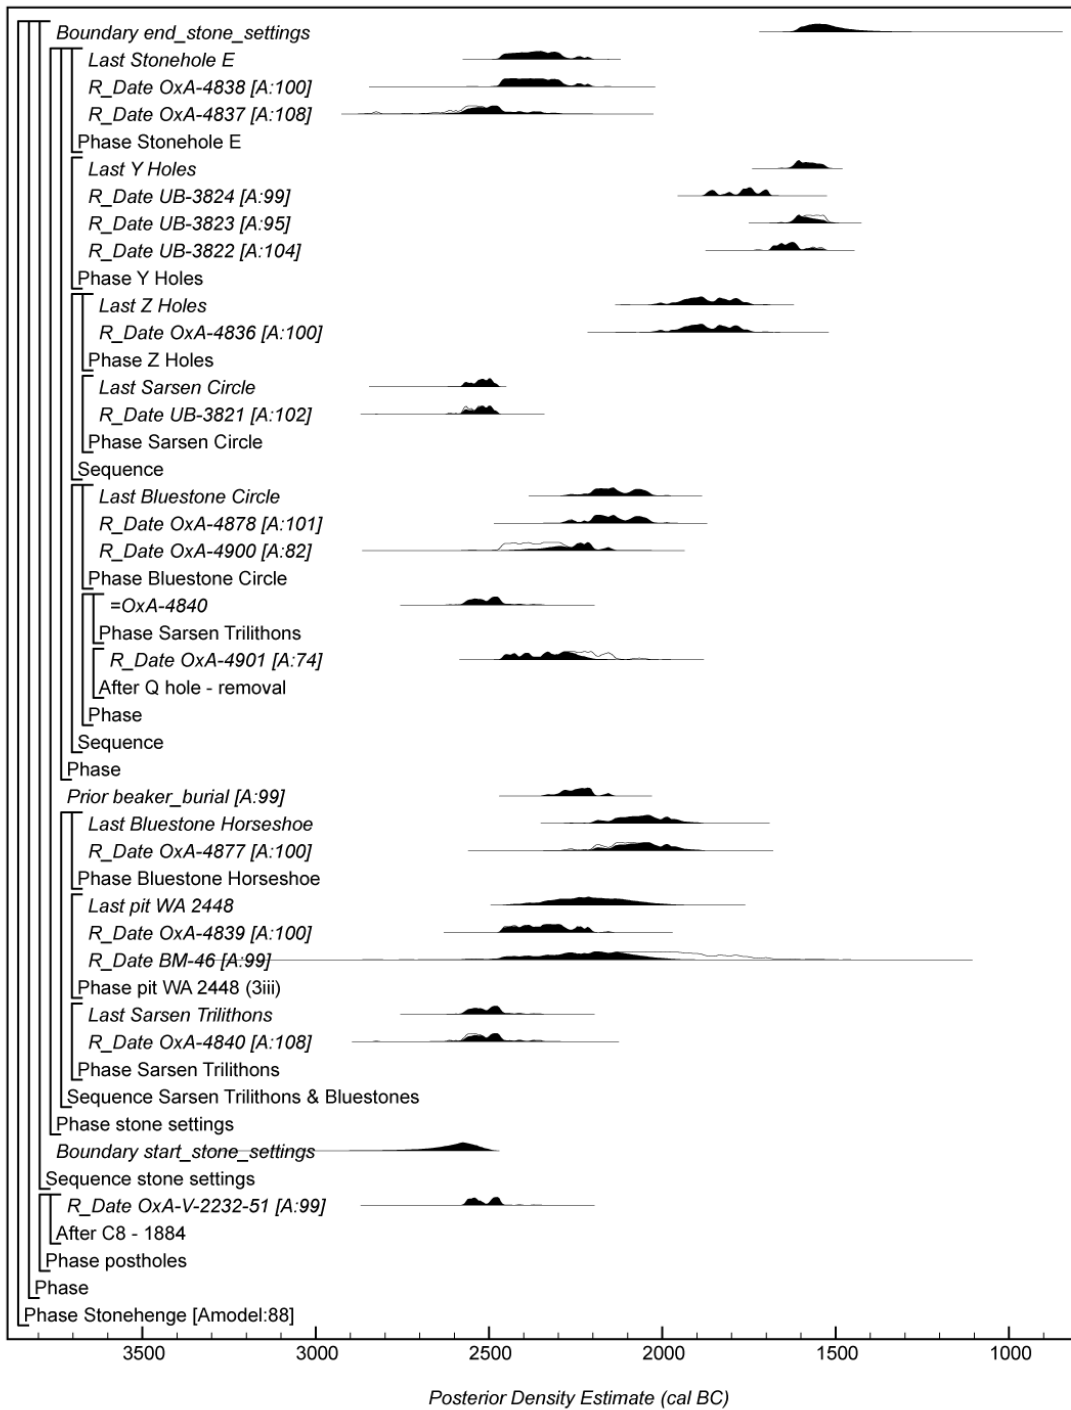 Boundary end_stone_settings
Last Stonehole E
R_Date OxA-4838 [A:100]
R_Date OxA-4837 [A:108]
Phase Stonehole E
Last Y Holes
R_Date UB-3824 [A:99]
R_Date UB-3823 [A:95]
R_Date UB-3822 [A:104]
Phase Y Holes
Last Z Holes
R_Date OxA-4836 [A:100]
Phase Z Holes
Last Sarsen Circle
R_Date UB-3821 [A:102]
Phase Sarsen Circle
Sequence
Last Bluestone Circle
R_Date OxA-4878 [A:101]
R_Date OxA-4900 [A:82]
Phase Bluestone Circle
=OxA-4840
Phase Sarsen Trilithons
R_Date OxA-4901 [A:74]
After Q hole - removal
Phase
Sequence
Phase
Prior beaker_burial [A:99]
Last Bluestone Horseshoe
R_Date OxA-4877 [A:100]
Phase Bluestone Horseshoe
Last pit WA 2448
R_Date OxA-4839 [A:100]
R_Date BM-46 [A:99]
Phase pit WA 2448 (3iii)
Last Sarsen Trilithons
R_Date OxA-4840 [A:108]
Phase Sarsen Trilithons
Sequence Sarsen Trilithons & Bluestones
Phase stone settings
Boundary start_stone_settings
Sequence stone settings
R_Date OxA-V-2232-51 [A:99]
After C8 - 1884
Phase postholes
Phase
Phase Stonehenge [Amodel:88]
3500 3000 2500 2000 1500 1000
Posterior Density Estimate (cal BC)